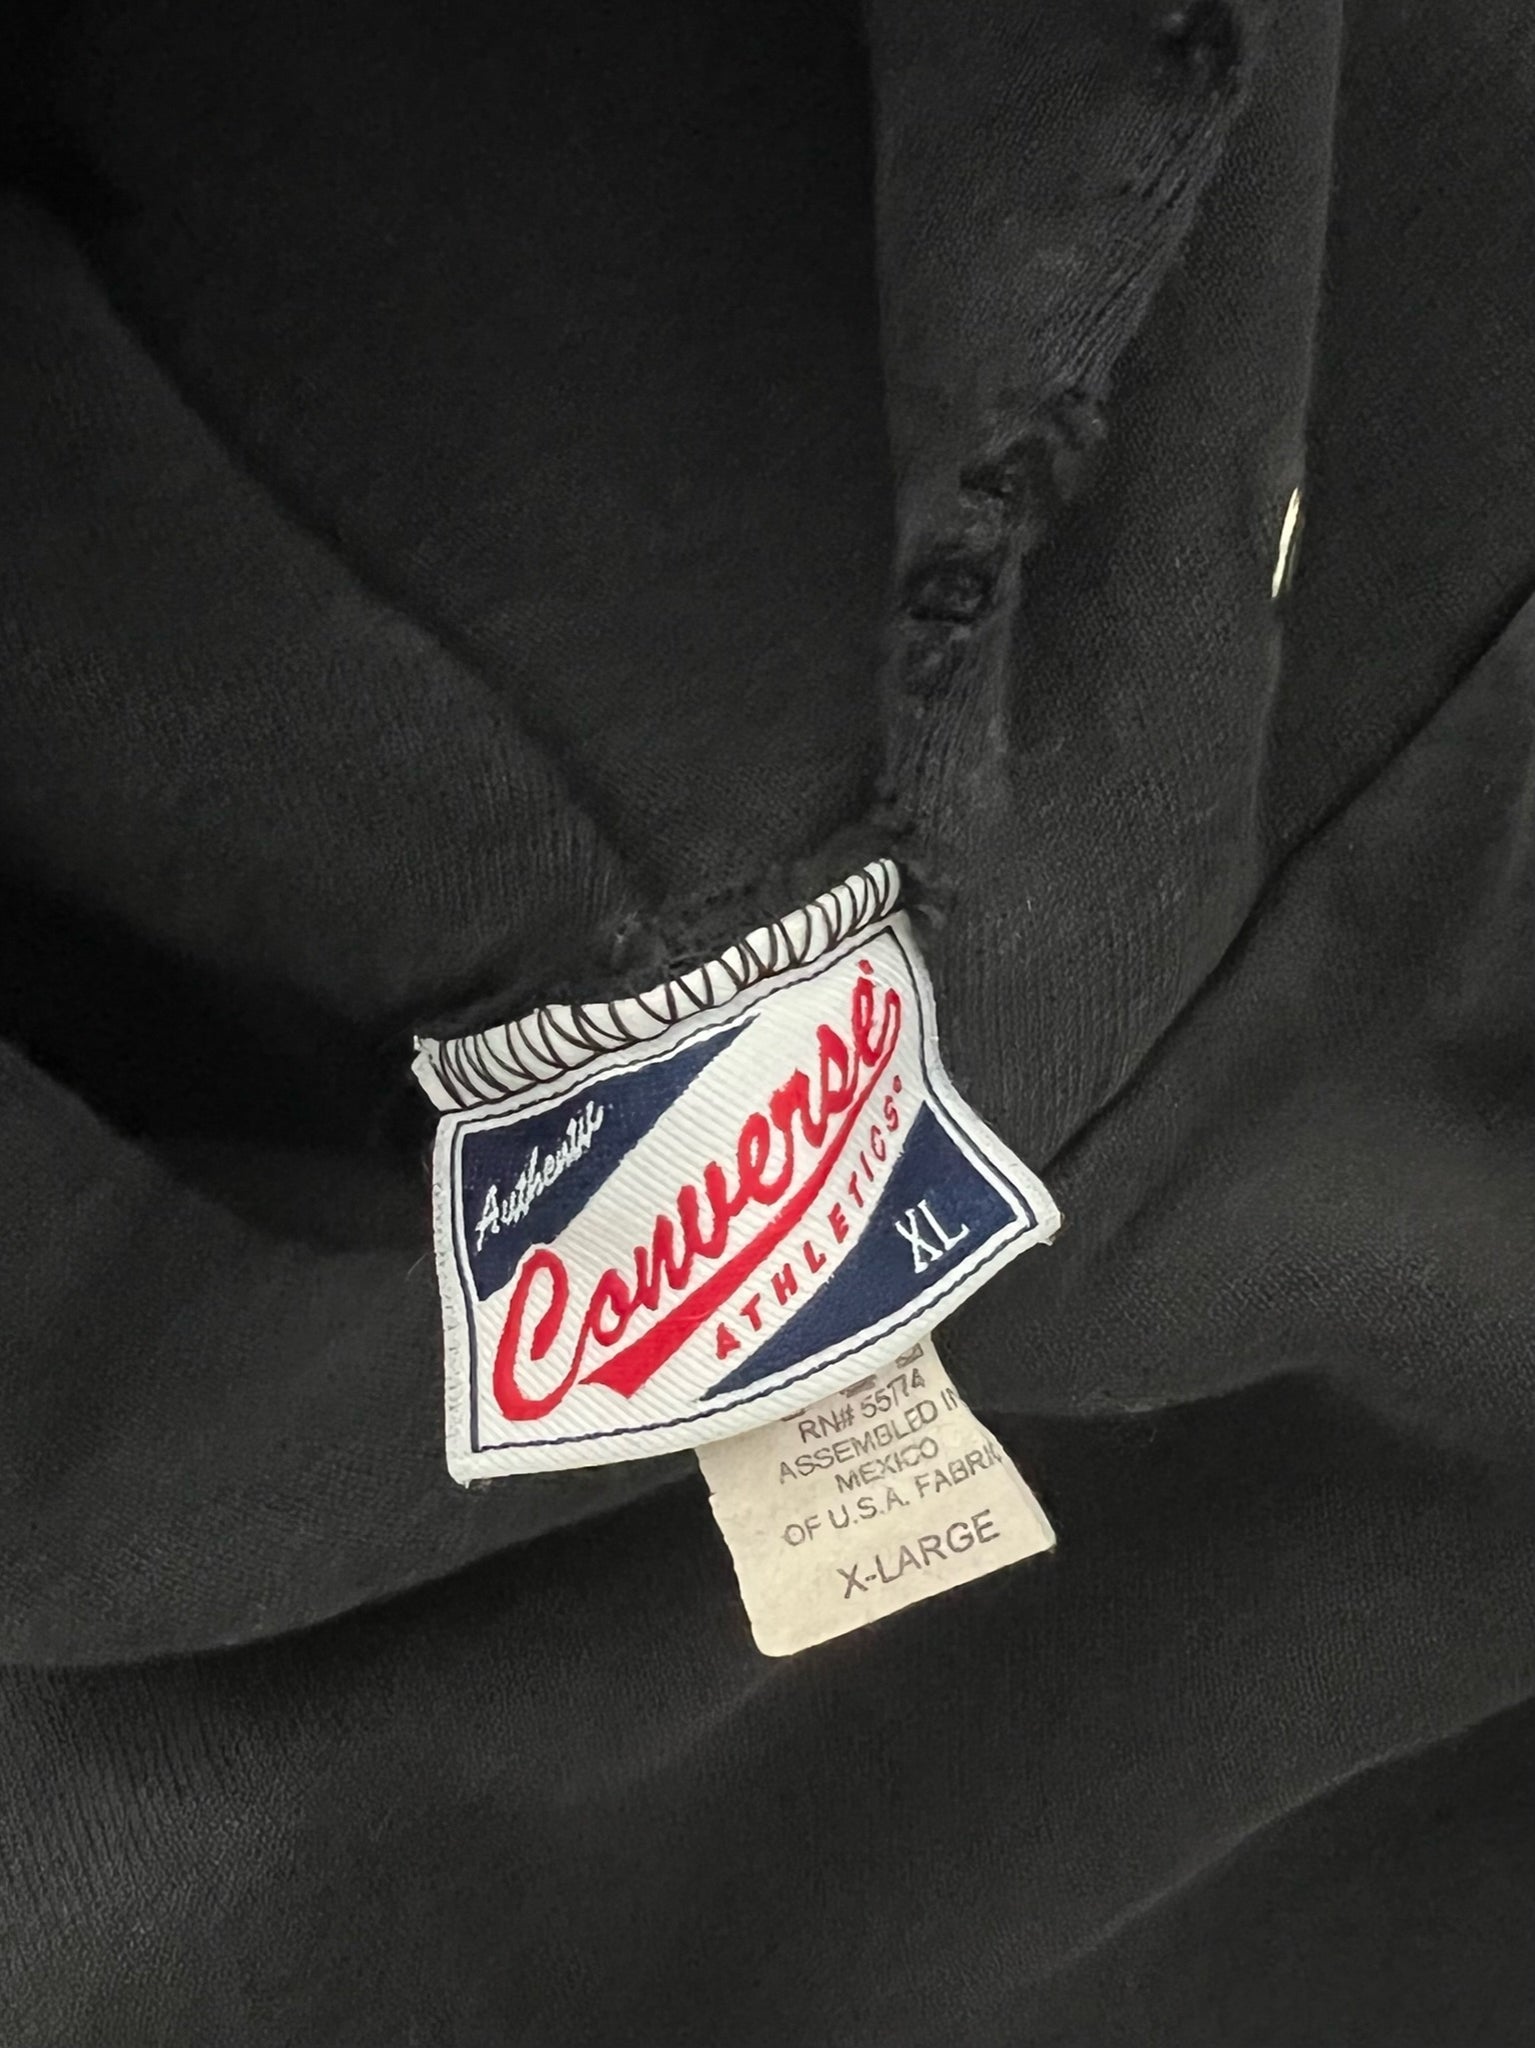 Authentic
Converse
ATHLETICS
XL
RN# 55774
ASSEMBLED IN
MEXICO
OF U.S.A. FABRIC
X-LARGE